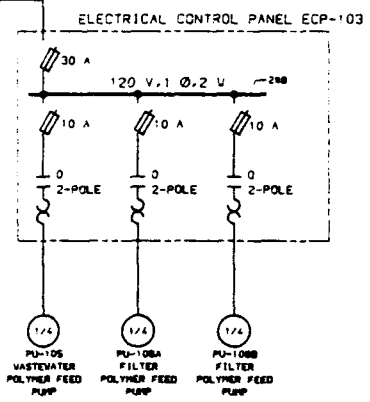 ELECTRICAL CONTROL PANEL ECP-103
30 A
120 V,1 Ø,2 W
10 A
10 A
10 A
0
2-POLE
0
2-POLE
0
2-POLE
1/4
1/4
1/4
PU-105
WASTEWATER
POLYMER FEED
PUMP
PU-108A
FILTER
POLYMER FEED
PUMP
PU-108B
FILTER
POLYMER FEED
PUMP